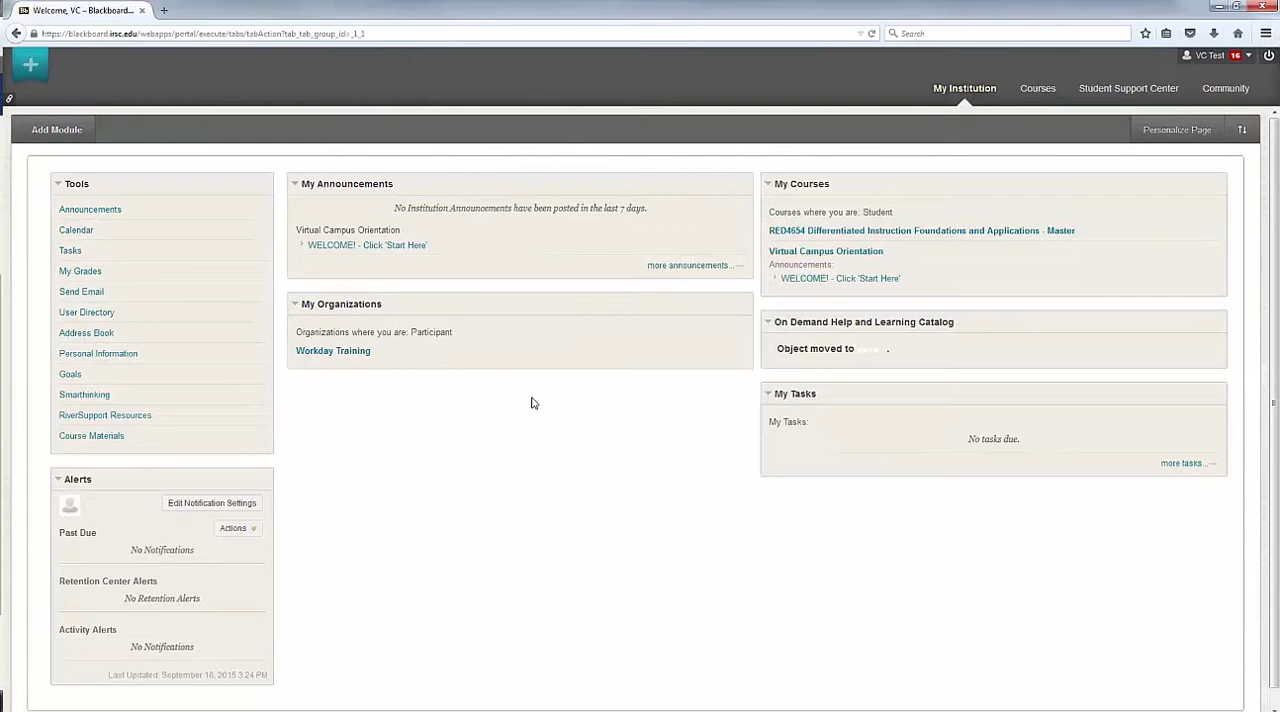 Welcome, VC – Blackboard...
https://blackboard.irsc.edu/webapps/portal/execute/tabs/tabAction?tab_tab_group_id=_1_1
Search
VC Test 16
My Institution Courses Student Support Center Community
Add Module
Personalize Page
Tools
Announcements
Calendar
Tasks
My Grades
Send Email
User Directory
Address Book
Personal Information
Goals
Smarthinking
RiverSupport Resources
Course Materials
Alerts
Edit Notification Settings
Actions
Past Due
No Notifications
Retention Center Alerts
No Retention Alerts
Activity Alerts
No Notifications
Last Updated: September 16, 2015 3:24 PM
My Announcements
No Institution Announcements have been posted in the last 7 days.
Virtual Campus Orientation
WELCOME! - Click 'Start Here'
more announcements...
My Organizations
Organizations where you are: Participant
Workday Training
My Courses
Courses where you are: Student
RED4654 Differentiated Instruction Foundations and Applications - Master
Virtual Campus Orientation
Announcements:
WELCOME! - Click 'Start Here'
On Demand Help and Learning Catalog
Object moved to .
My Tasks
My Tasks:
No tasks due.
more tasks...